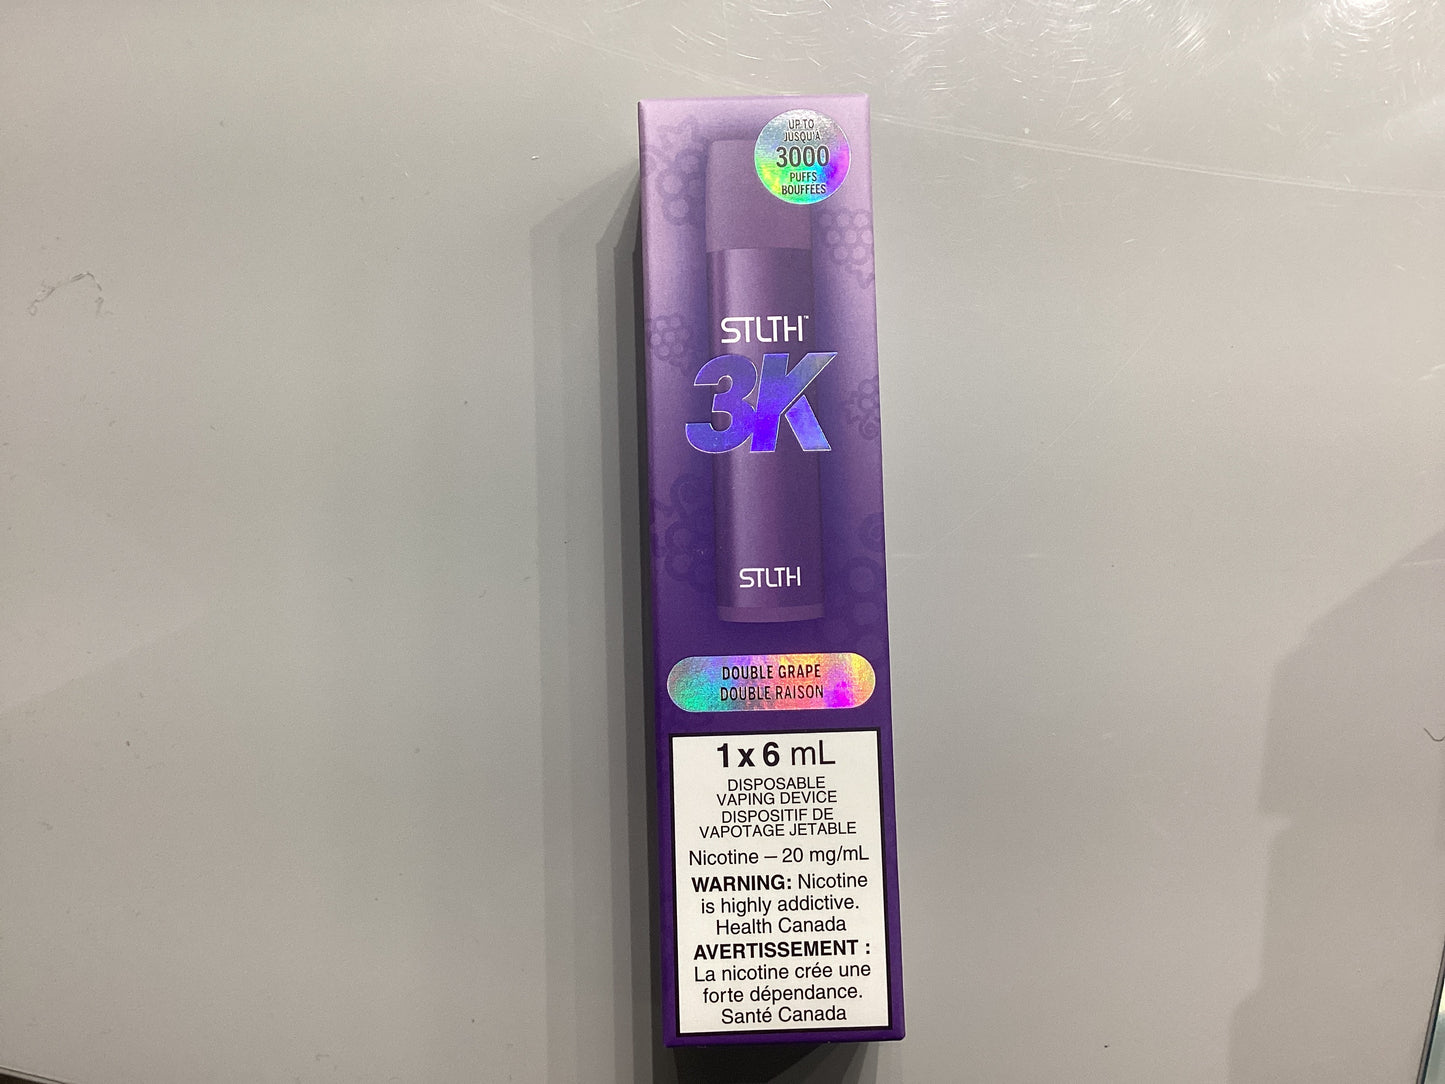 UP TO
JUSQU'À
3000
PUFFS
BOUFFÉES
STLTH™
3K
STLTH
DOUBLE GRAPE
DOUBLE RAISON
1 x 6 mL
DISPOSABLE
VAPING DEVICE
DISPOSITIF DE
VAPOTAGE JETABLE
Nicotine – 20 mg/mL
WARNING: Nicotine
is highly addictive.
Health Canada
AVERTISSEMENT :
La nicotine crée une
forte dépendance.
Santé Canada